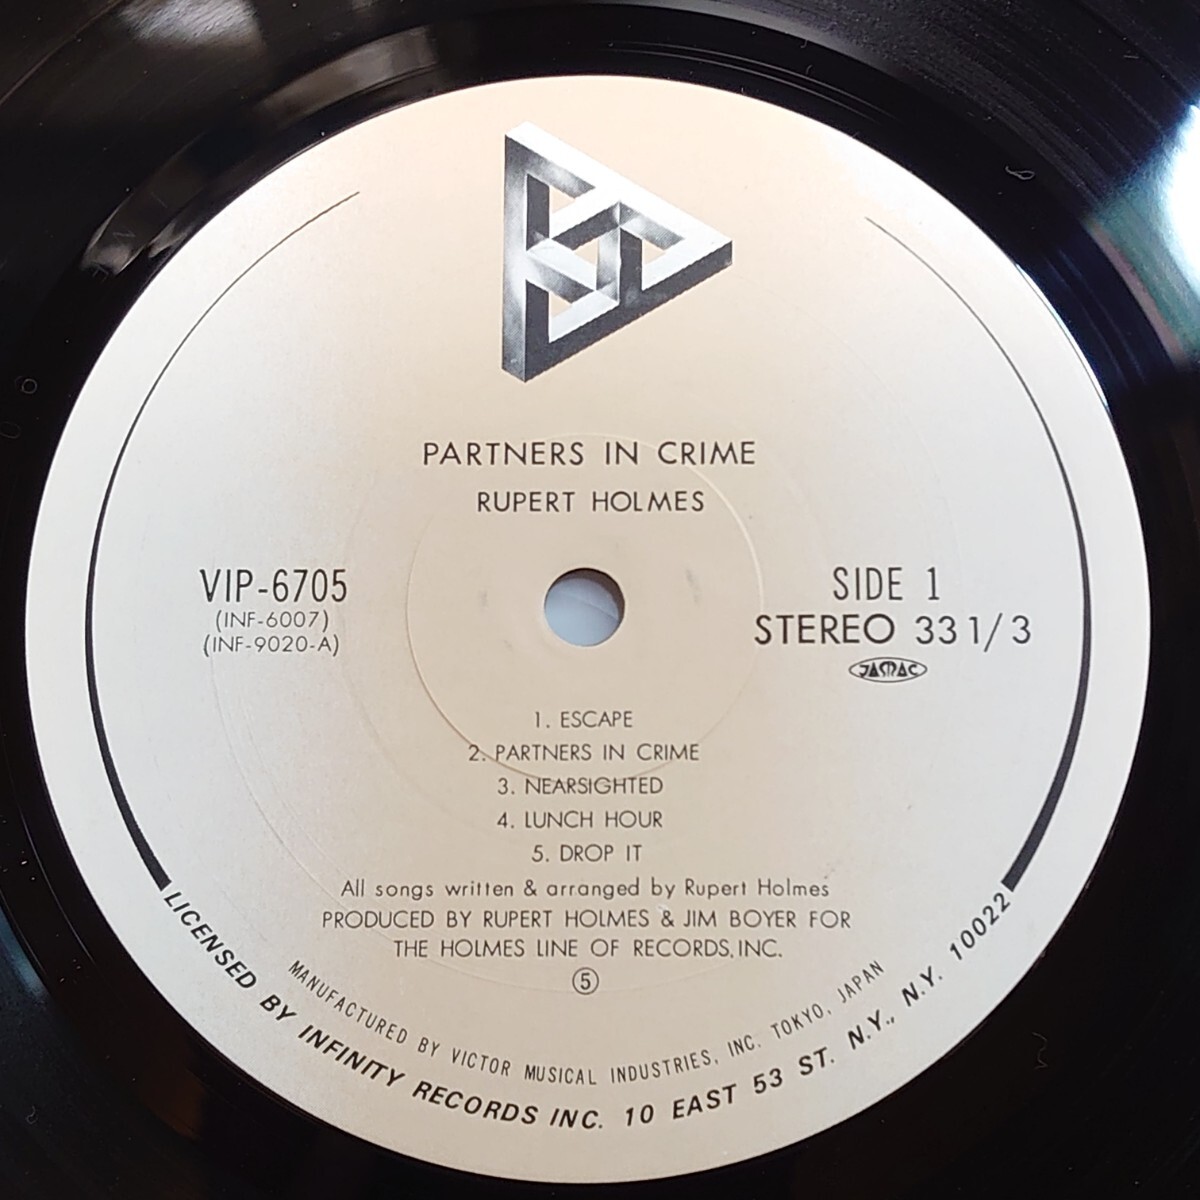 PARTNERS IN CRIME
RUPERT HOLMES
VIP-6705
(INF-6007)
(INF-9020-A)
SIDE 1
STEREO 33 1/3
JASRAC
1. ESCAPE
2. PARTNERS IN CRIME
3. NEARSIGHTED
4. LUNCH HOUR
5. DROP IT
All songs written & arranged by Rupert Holmes
PRODUCED BY RUPERT HOLMES & JIM BOYER FOR
THE HOLMES LINE OF RECORDS, INC.
⑤
MANUFACTURED BY VICTOR MUSICAL INDUSTRIES, INC. TOKYO, JAPAN
LICENSED BY INFINITY RECORDS INC. 10 EAST 53 ST. N.Y., N.Y. 10022